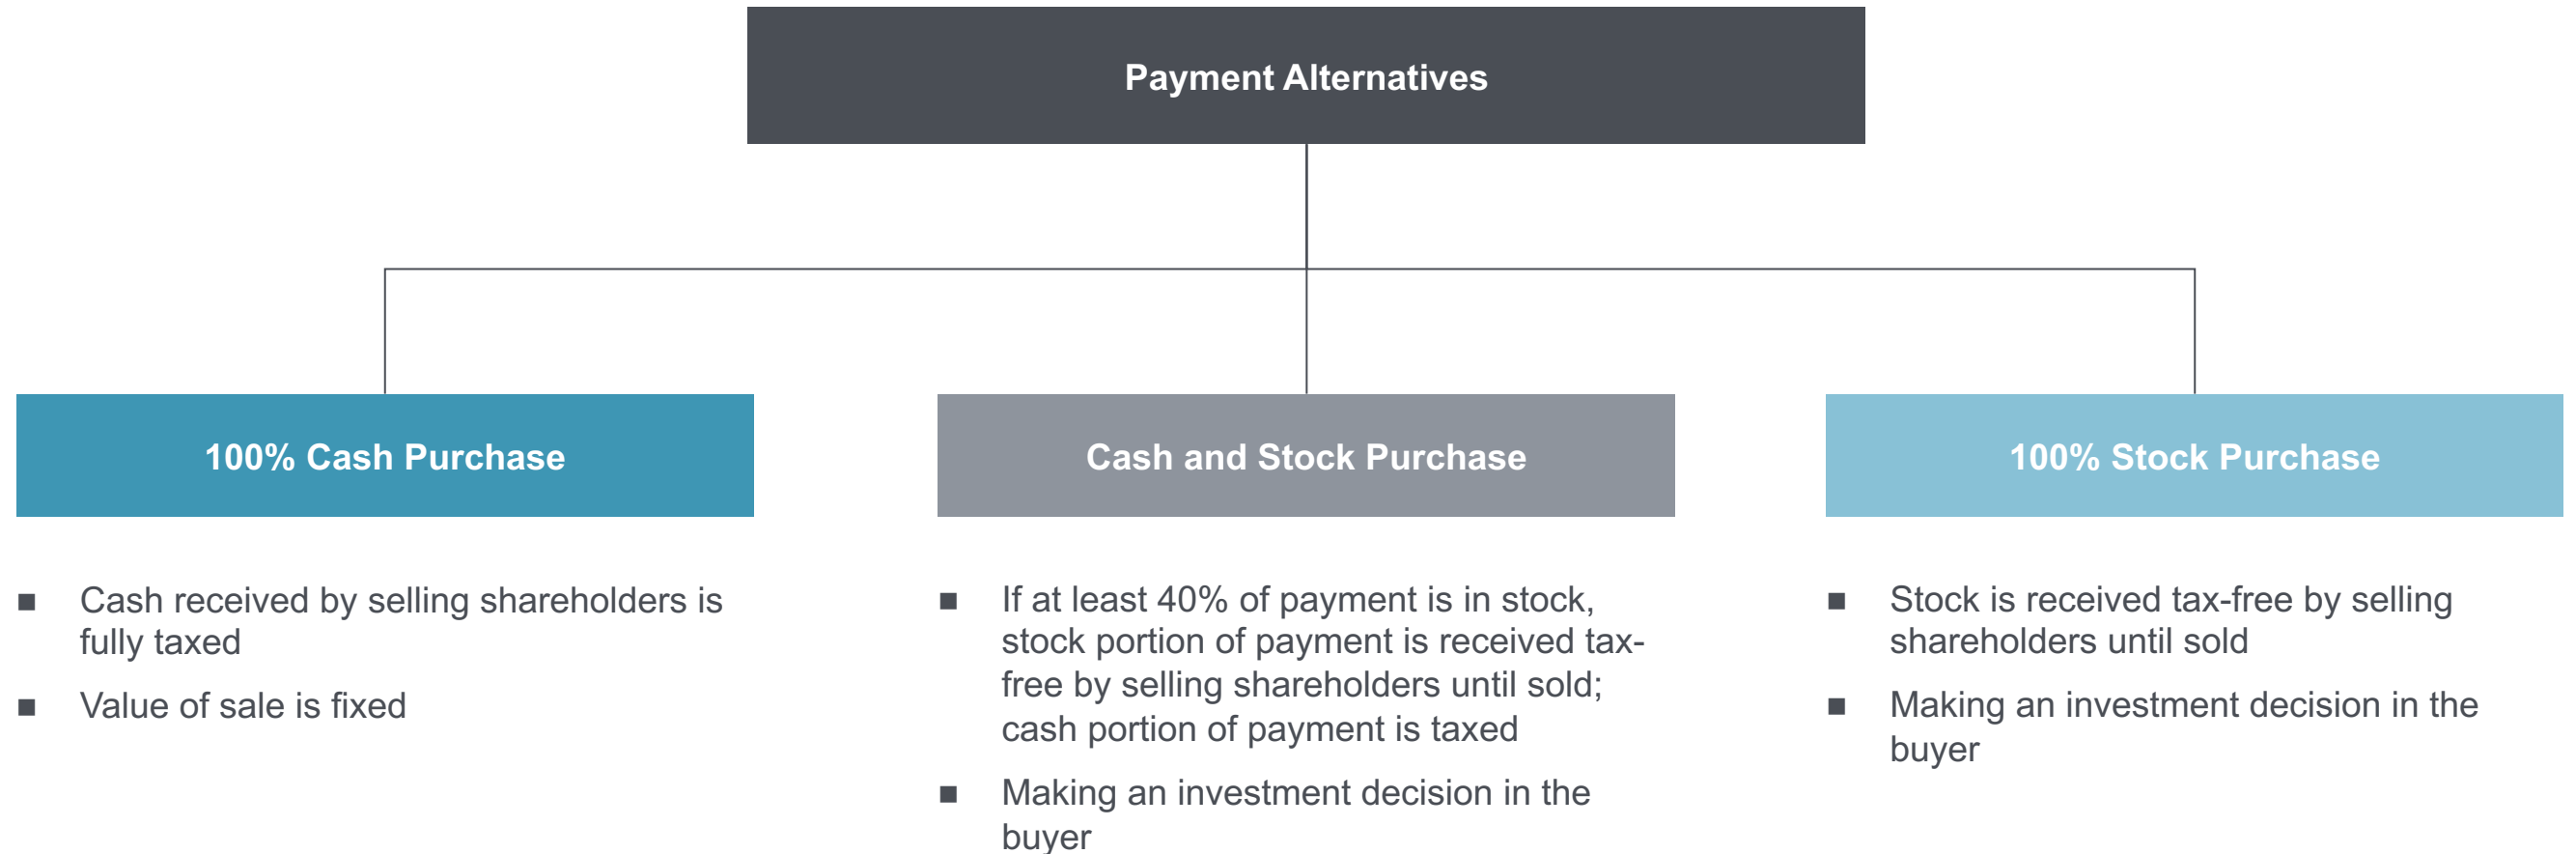 Payment Alternatives
100% Cash Purchase
■ Cash received by selling shareholders is
fully taxed
■ Value of sale is fixed
Cash and Stock Purchase
■ If at least 40% of payment is in stock,
stock portion of payment is received tax-
free by selling shareholders until sold;
cash portion of payment is taxed
■ Making an investment decision in the
buyer
100% Stock Purchase
■ Stock is received tax-free by selling
shareholders until sold
■ Making an investment decision in the
buyer